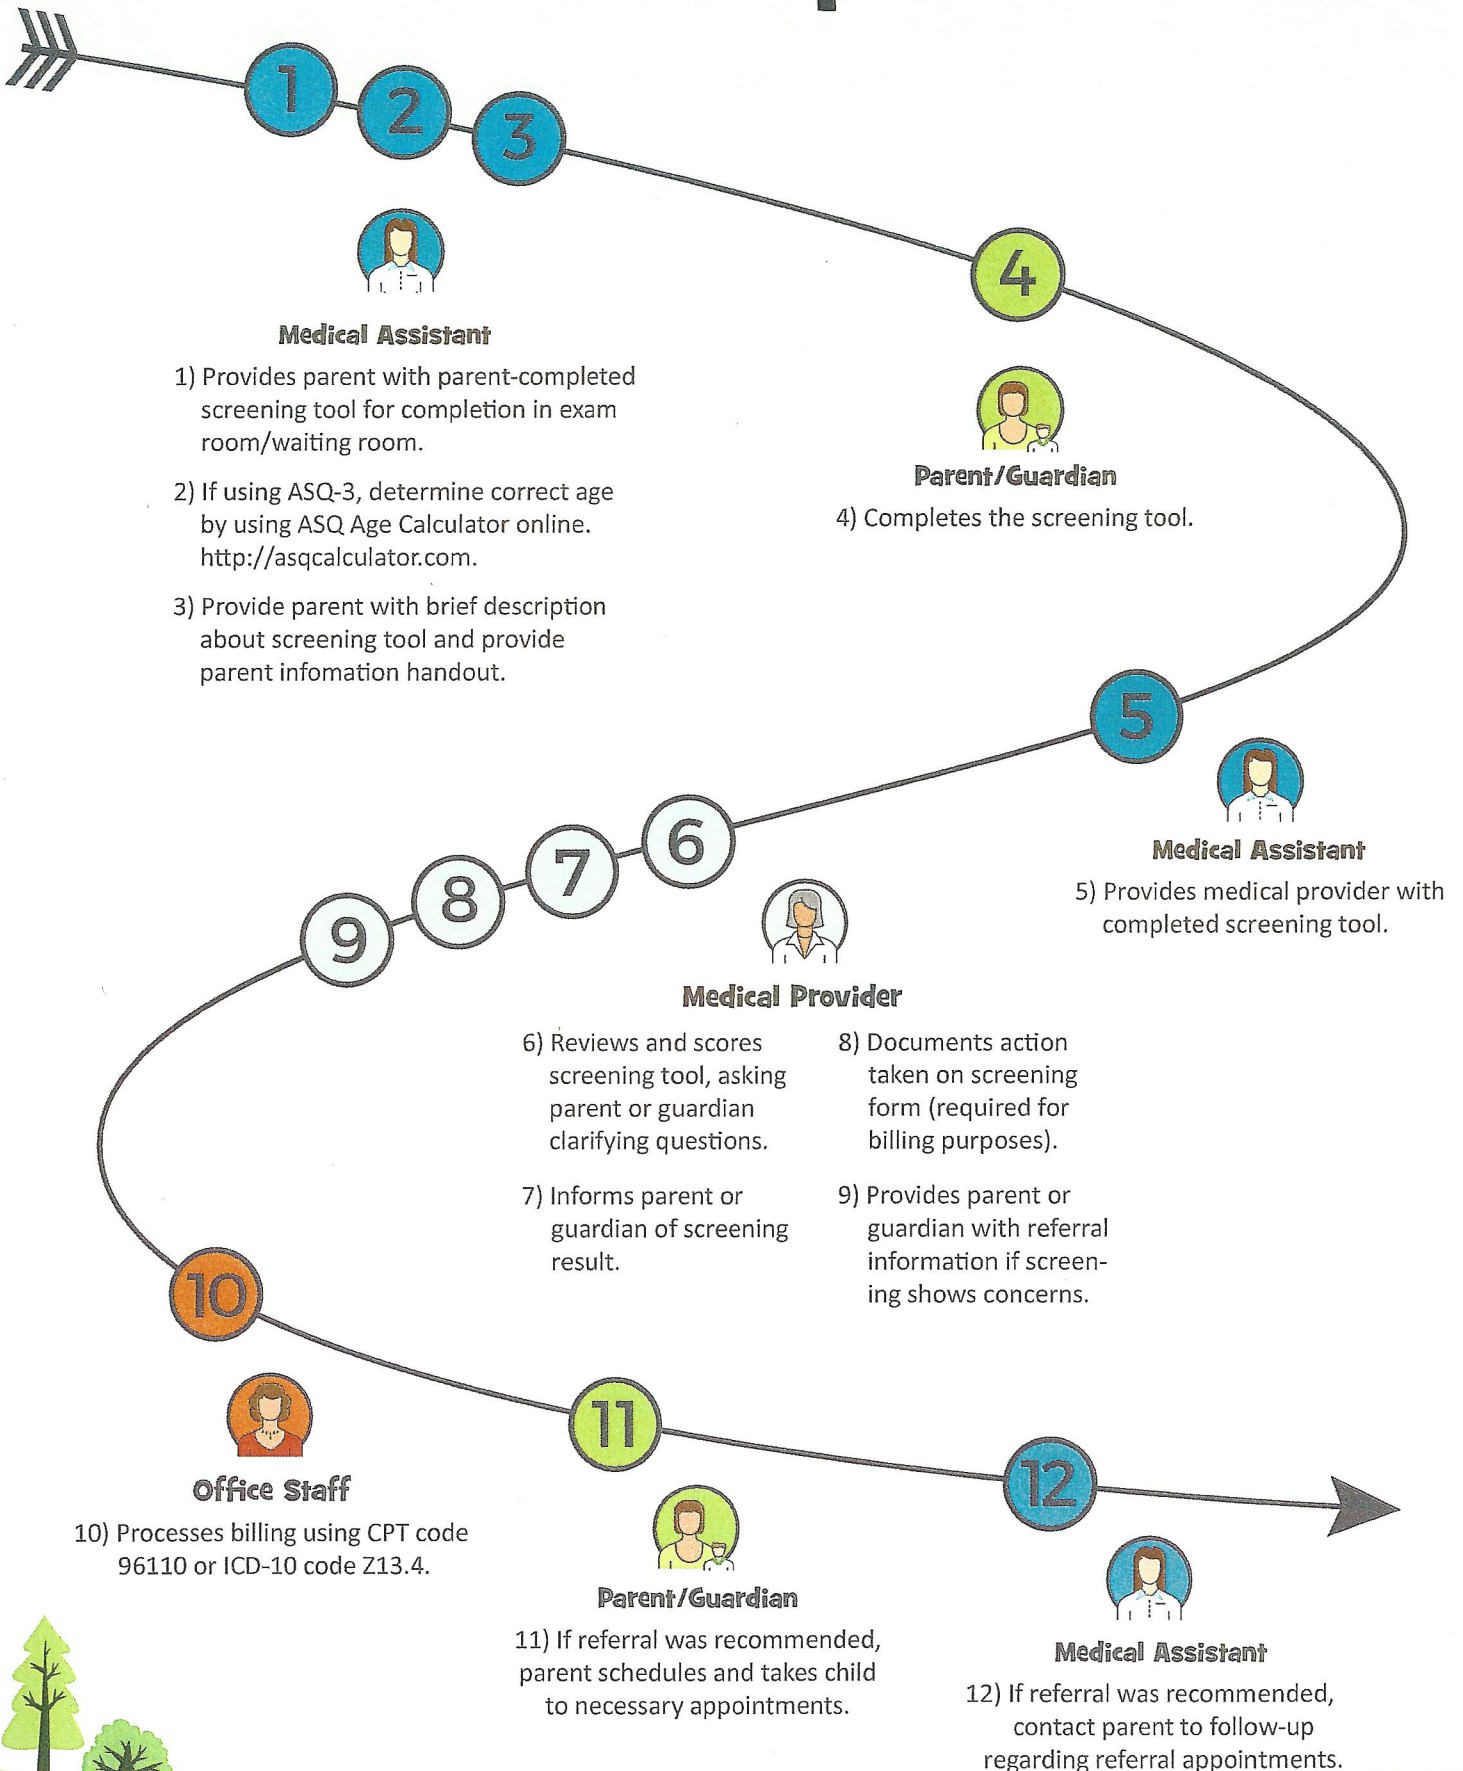 1
2
3
4
Medical Assistant
1) Provides parent with parent-completed
screening tool for completion in exam
room/waiting room.
2) If using ASQ-3, determine correct age
by using ASQ Age Calculator online.
http://asqcalculator.com.
3) Provide parent with brief description
about screening tool and provide
parent infomation handout.
Parent/Guardian
4) Completes the screening tool.
5
Medical Assistant
5) Provides medical provider with
completed screening tool.
6
7
8
9
Medical Provider
6) Reviews and scores
screening tool, asking
parent or guardian
clarifying questions.
7) Informs parent or
guardian of screening
result.
8) Documents action
taken on screening
form (required for
billing purposes).
9) Provides parent or
guardian with referral
information if screen-
ing shows concerns.
10
Office Staff
10) Processes billing using CPT code
96110 or ICD-10 code Z13.4.
11
Parent/Guardian
11) If referral was recommended,
parent schedules and takes child
to necessary appointments.
12
Medical Assistant
12) If referral was recommended,
contact parent to follow-up
regarding referral appointments.